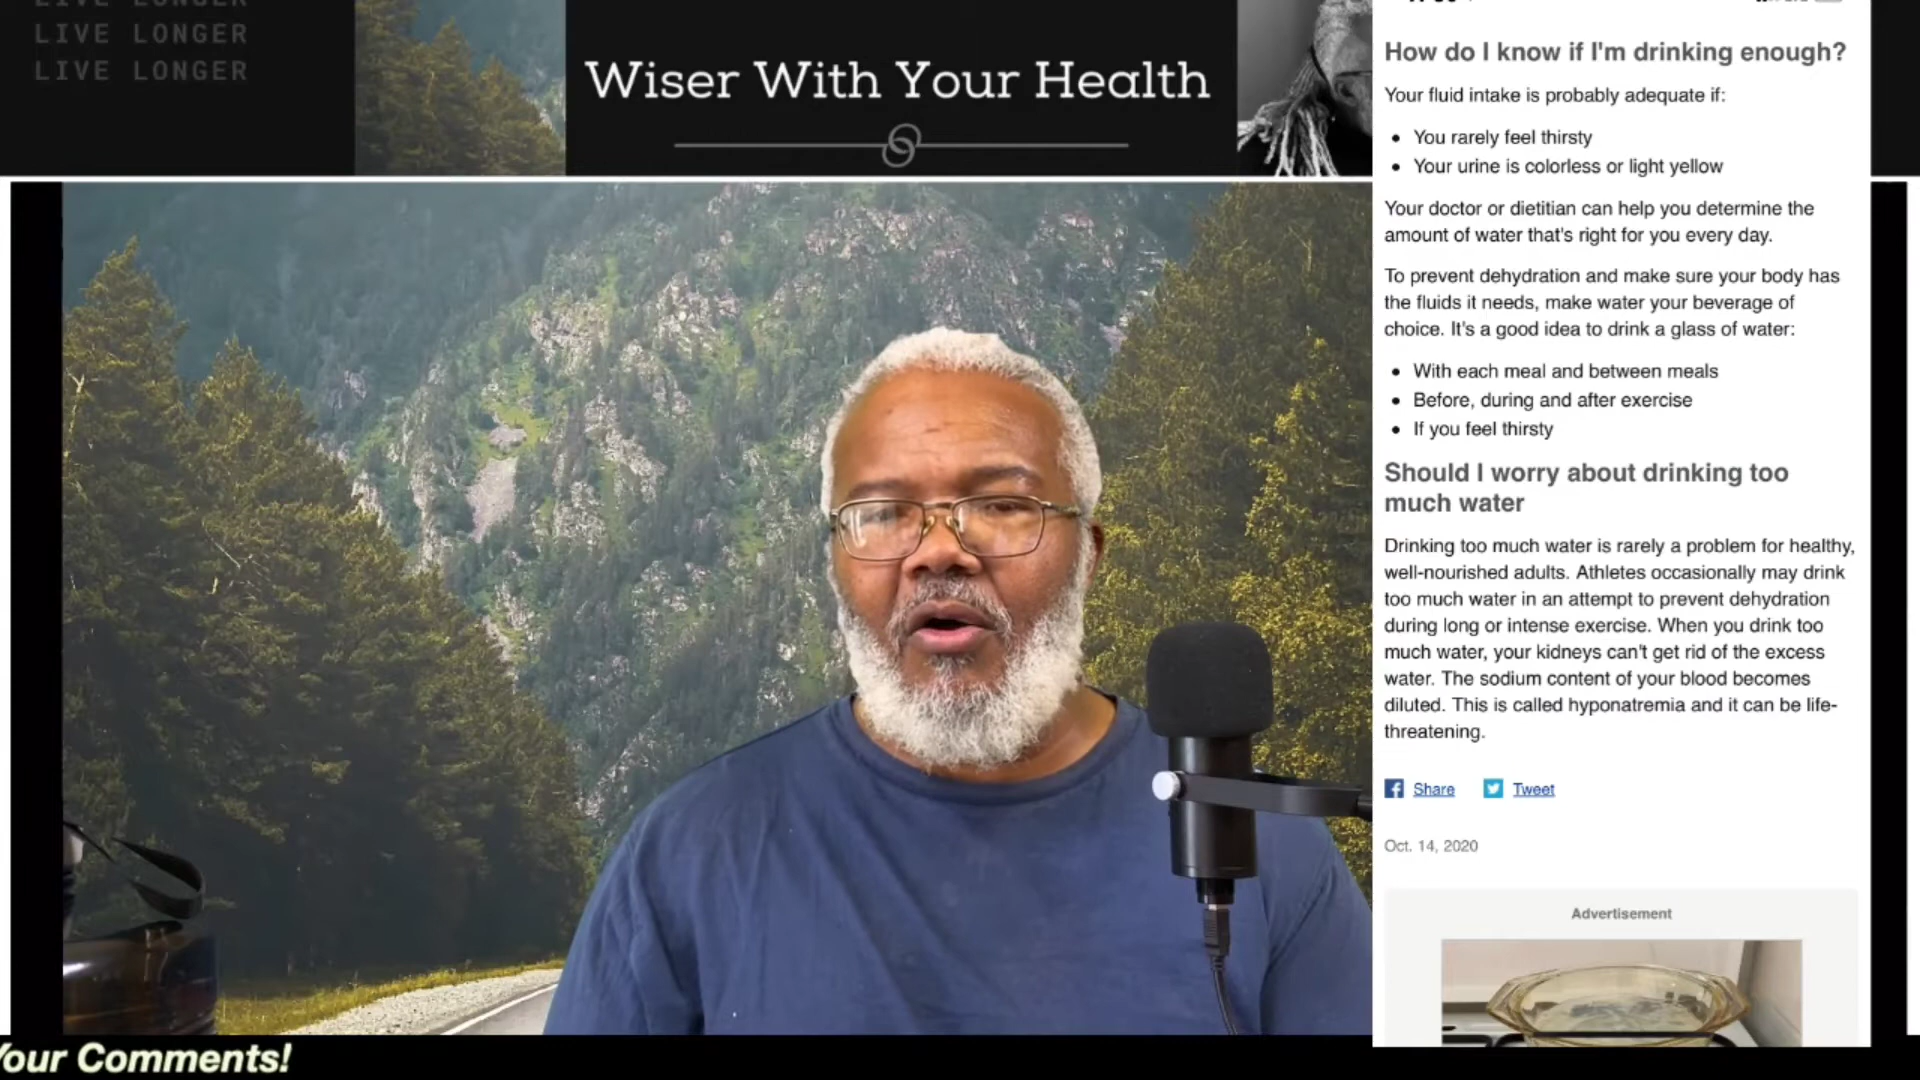 LIVE LONGER
LIVE LONGER
LIVE LONGER
Wiser With Your Health
How do I know if I'm drinking enough?
Your fluid intake is probably adequate if:
• You rarely feel thirsty
• Your urine is colorless or light yellow
Your doctor or dietitian can help you determine the
amount of water that's right for you every day.
To prevent dehydration and make sure your body has
the fluids it needs, make water your beverage of
choice. It's a good idea to drink a glass of water:
• With each meal and between meals
• Before, during and after exercise
• If you feel thirsty
Should I worry about drinking too
much water
Drinking too much water is rarely a problem for healthy,
well-nourished adults. Athletes occasionally may drink
too much water in an attempt to prevent dehydration
during long or intense exercise. When you drink too
much water, your kidneys can't get rid of the excess
water. The sodium content of your blood becomes
diluted. This is called hyponatremia and it can be life-
threatening.
Share Tweet
Oct. 14, 2020
Advertisement
Your Comments!